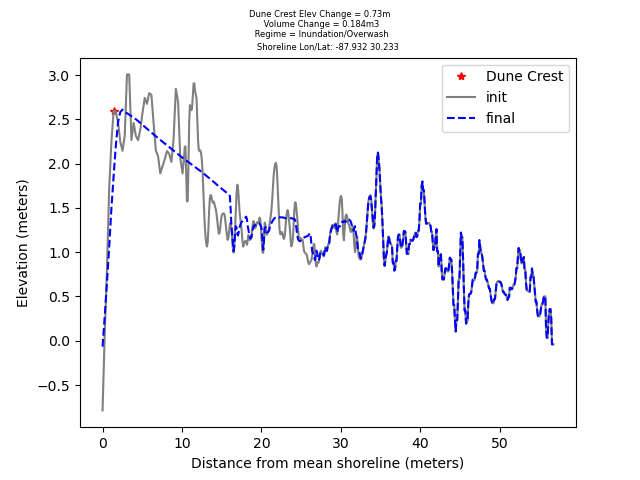 Dune Crest Elev Change = 0.73m
Volume Change = 0.184m3
Regime = Inundation/Overwash
Shoreline Lon/Lat: -87.932 30.233
Dune Crest
init
final
3.0
2.5
2.0
1.5
1.0
0.5
0.0
−0.5
Elevation (meters)
0 10 20 30 40 50
Distance from mean shoreline (meters)